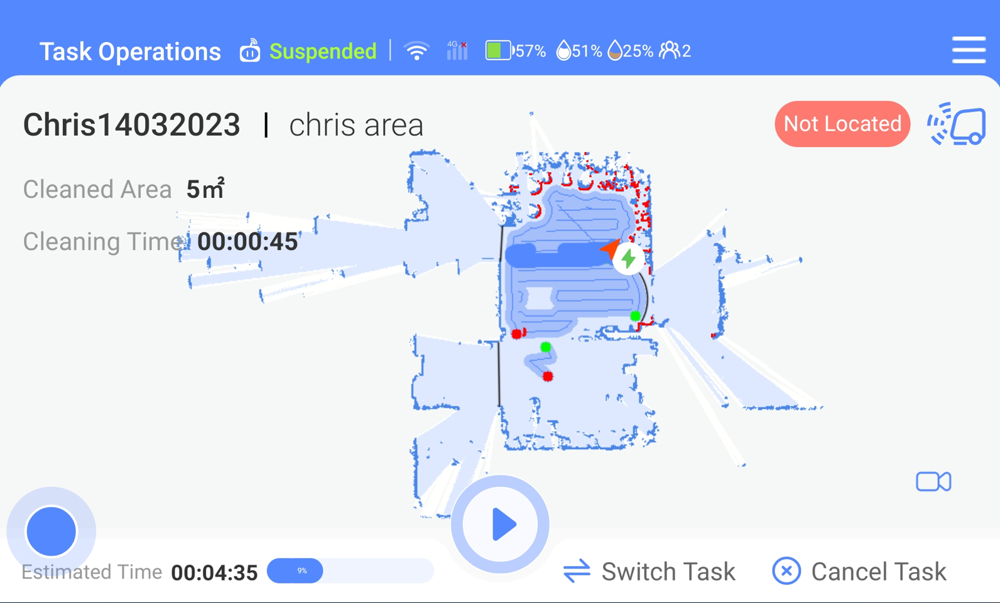 Task Operations Suspended 4G 57% 51% 25% 2
Chris14032023 | chris area Not Located
Cleaned Area 5㎡
Cleaning Time 00:00:45
Estimated Time 00:04:35 9% Switch Task Cancel Task